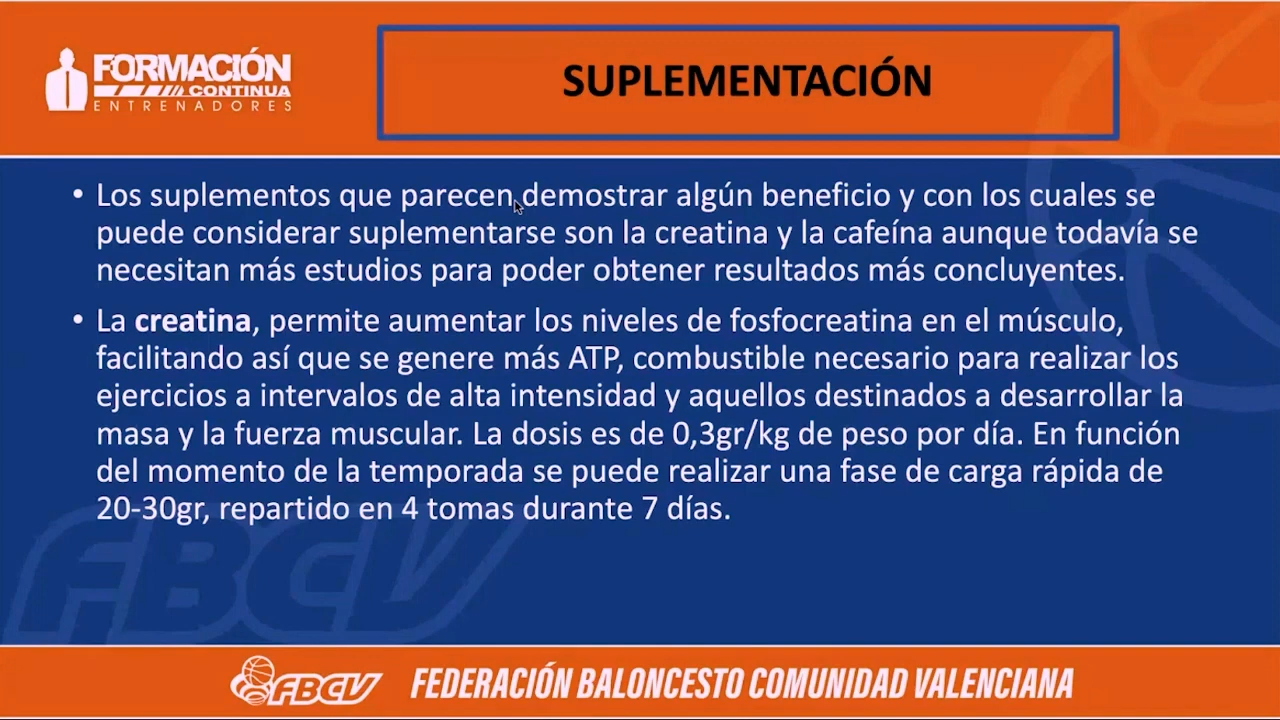 FORMACIÓN
CONTINUA
ENTRENADORES
SUPLEMENTACIÓN
• Los suplementos que parecen demostrar algún beneficio y con los cuales se
puede considerar suplementarse son la creatina y la cafeína aunque todavía se
necesitan más estudios para poder obtener resultados más concluyentes.
• La creatina, permite aumentar los niveles de fosfocreatina en el músculo,
facilitando así que se genere más ATP, combustible necesario para realizar los
ejercicios a intervalos de alta intensidad y aquellos destinados a desarrollar la
masa y la fuerza muscular. La dosis es de 0,3gr/kg de peso por día. En función
del momento de la temporada se puede realizar una fase de carga rápida de
20-30gr, repartido en 4 tomas durante 7 días.
FBCV
FBCV FEDERACIÓN BALONCESTO COMUNIDAD VALENCIANA